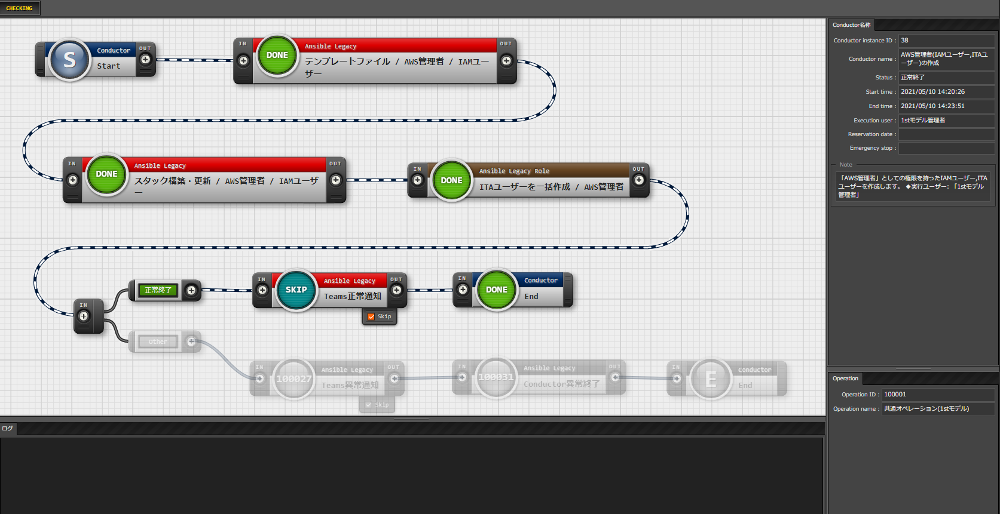 CHECKING
Conductor
OUT
S
Start
IN
Ansible Legacy
OUT
DONE
テンプレートファイル / AWS管理者 / IAMユー
ザー
IN
Ansible Legacy
OUT
DONE
スタック構築・更新 / AWS管理者 / IAMユーザ
ー
IN
Ansible Legacy Role
OUT
DONE
ITAユーザーを一括作成 / AWS管理者
IN
正常終了
Other
IN
Ansible Legacy
OUT
SKIP
Teams正常通知
Skip
IN
Conductor
DONE
End
IN
Ansible Legacy
OUT
100027
Teams異常通知
Skip
IN
Ansible Legacy
OUT
100031
Conductor異常終了
IN
Conductor
E
End
ログ
Conductor名称
Conductor instance ID : 38
Conductor name : AWS管理者(IAMユーザー,ITAユ
ーザー)の作成
Status : 正常終了
Start time : 2021/05/10 14:20:26
End time : 2021/05/10 14:23:51
Execution user : 1stモデル管理者
Reservation date :
Emergency stop :
Note
「AWS管理者」としての権限を持ったIAMユーザー,ITA
ユーザーを作成します。 ◆実行ユーザー: 「1stモデル
管理者」
Operation
Operation ID : 100001
Operation name : 共通オペレーション(1stモデル)